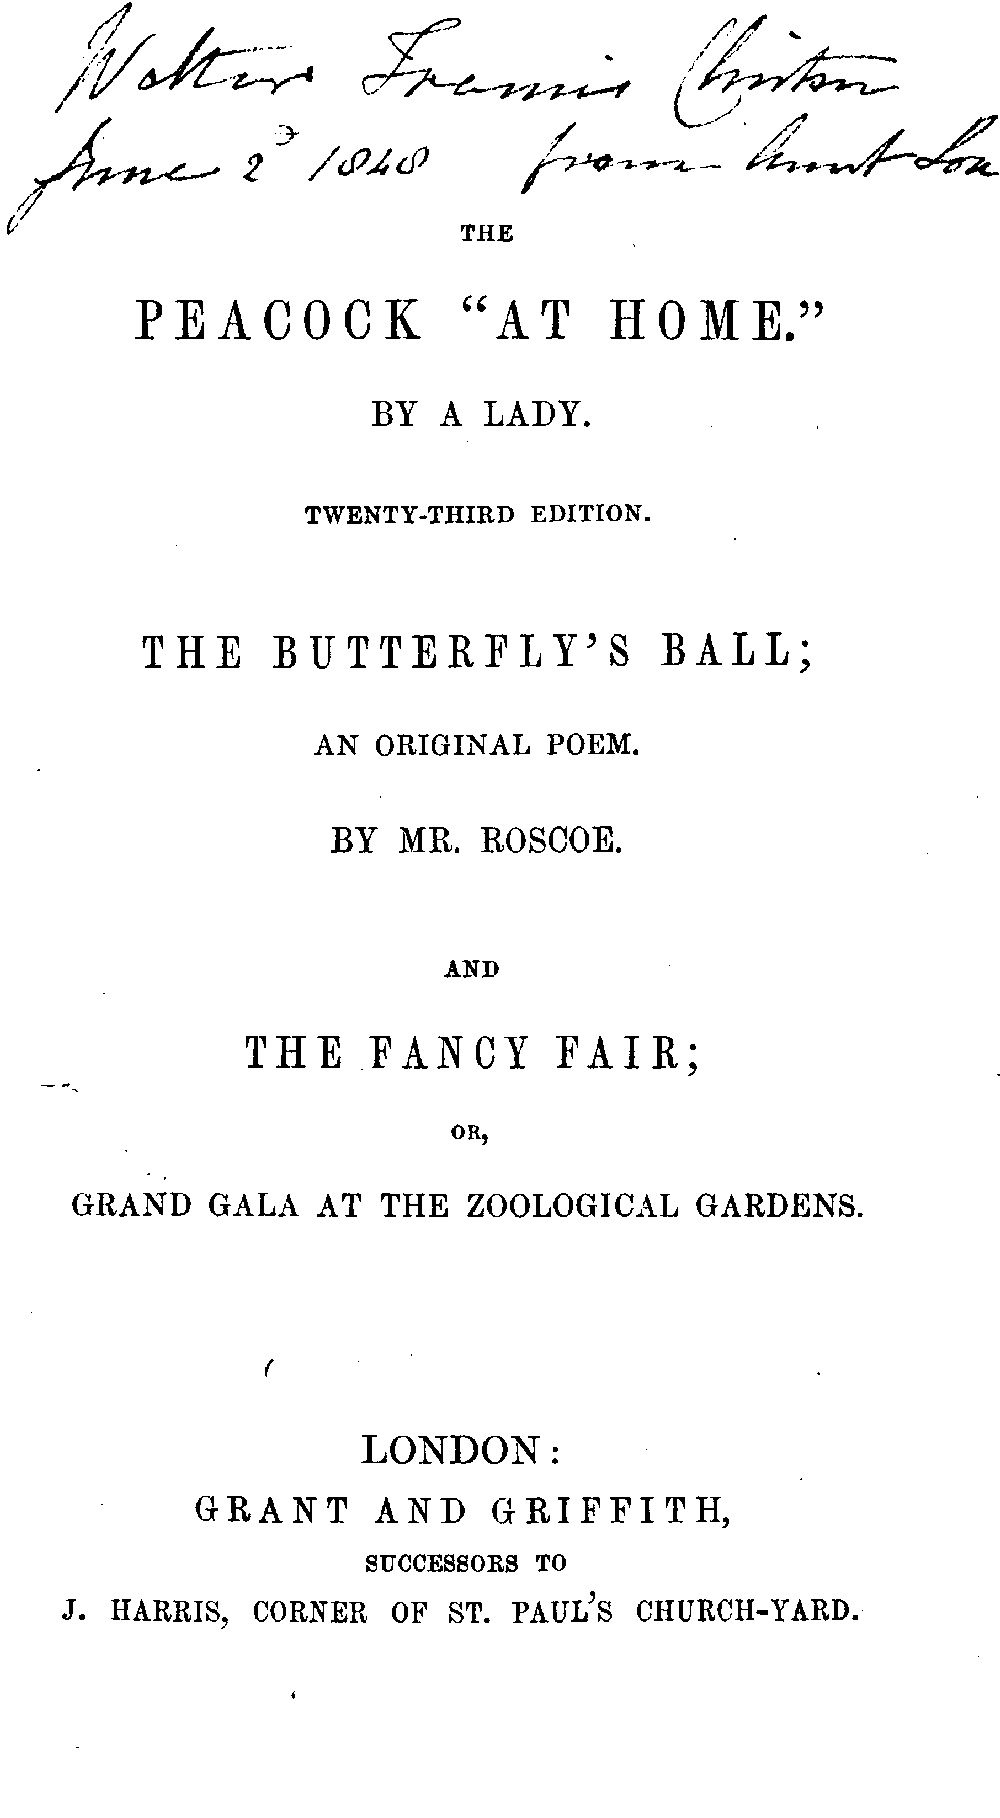 Walter Francis Clinton
June 2d 1848 from Aunt Lou
THE
PEACOCK “AT HOME.”
BY A LADY.
TWENTY-THIRD EDITION.
THE BUTTERFLY’S BALL;
AN ORIGINAL POEM.
BY MR. ROSCOE.
AND
THE FANCY FAIR;
OR,
GRAND GALA AT THE ZOOLOGICAL GARDENS.
LONDON:
GRANT AND GRIFFITH,
SUCCESSORS TO
J. HARRIS, CORNER OF ST. PAUL’S CHURCH-YARD.